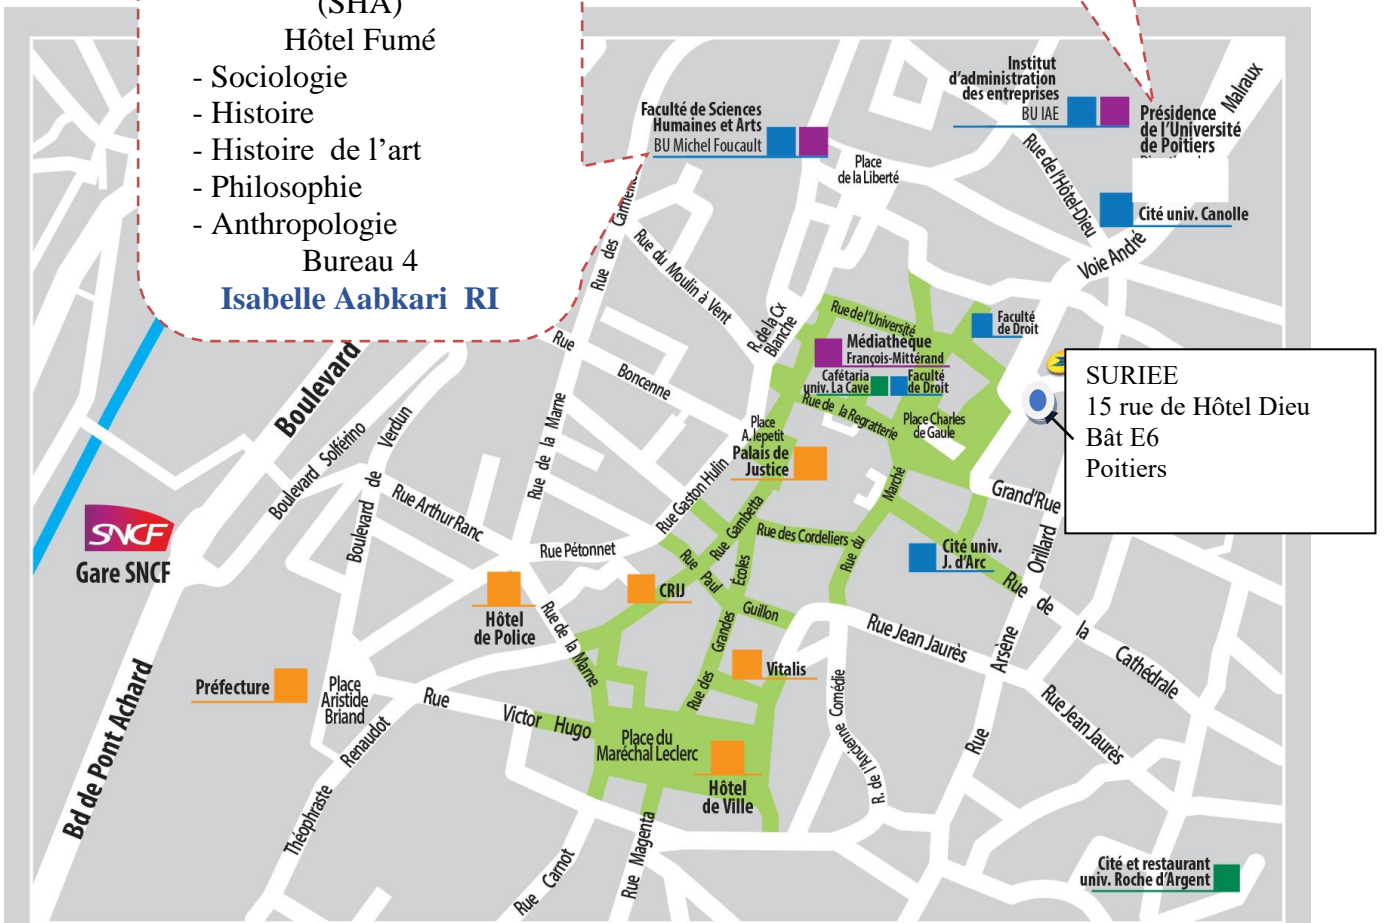 (SHA)
Hôtel Fumé
- Sociologie
- Histoire
- Histoire de l'art
- Philosophie
- Anthropologie
Bureau 4
Isabelle Aabkari RI
Faculté de Sciences
Humaines et Arts
BU Michel Foucault
Institut
d'administration
des entreprises
BU IAE
Présidence
de l'Université
de Poitiers
Malraux
Place
de la Liberté
Rue de l'Hôtel-Dieu
Cité univ. Canolle
Voie André
Rue des Carmélites
Rue du Moulin à Vent
R. de la Cx
Blanche
Rue de l'Université
Faculté
de Droit
Médiathèque
François-Mittérand
Cafétaria
univ. La Cave
Faculté
de Droit
Rue de la Regratterie
Place Charles
de Gaule
SURIEE
15 rue de Hôtel Dieu
Bât E6
Poitiers
Rue
Boncenne
Boulevard
Boulevard Solférino
Boulevard de Verdun
Rue de la Marne
Place
A. lepetit
Palais de
Justice
Rue Gaston Hulin
Rue Gambetta
Marché
Grand'Rue
SNCF
Gare SNCF
Rue Arthur Ranc
Rue Pétonnet
Rue des Cordeliers
Rue du
Cité univ.
J. d'Arc
Orillard
Rue de la Cathédrale
CRIJ
Rue Paul Guillon
Écoles
Grandes
Rue des
Hôtel
de Police
Rue de la Marne
Vitalis
Rue Jean Jaurès
Arsène
Rue
Rue Jean Jaurès
Préfecture
Place
Aristide
Briand
Rue Victor Hugo
Place du
Maréchal Leclerc
Hôtel
de Ville
R. de l'Ancienne Comédie
Bd de Pont Achard
Théophraste Renaudot
Rue Carnot
Rue Magenta
Cité et restaurant
univ. Roche d'Argent